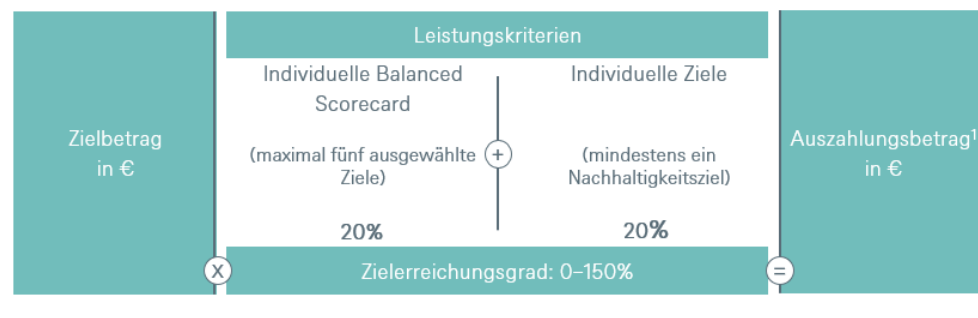 Leistungskriterien
Individuelle Balanced
Scorecard
Individuelle Ziele
Zielbetrag
in €
(maximal fünf ausgewählte
Ziele)
+
(mindestens ein
Nachhaltigkeitsziel)
Auszahlungsbetrag¹
in €
20%
20%
x
Zielerreichungsgrad: 0–150%
=